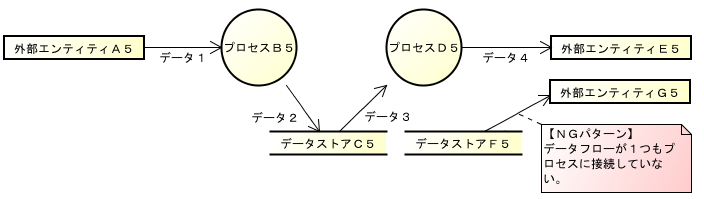 外部エンティティＡ５
データ１
プロセスＢ５
プロセスＤ５
データ４
外部エンティティＥ５
データ２
データ３
外部エンティティＧ５
データストアＣ５
データストアＦ５
【ＮＧパターン】
データフローが１つもプ
ロセスに接続していな
い。